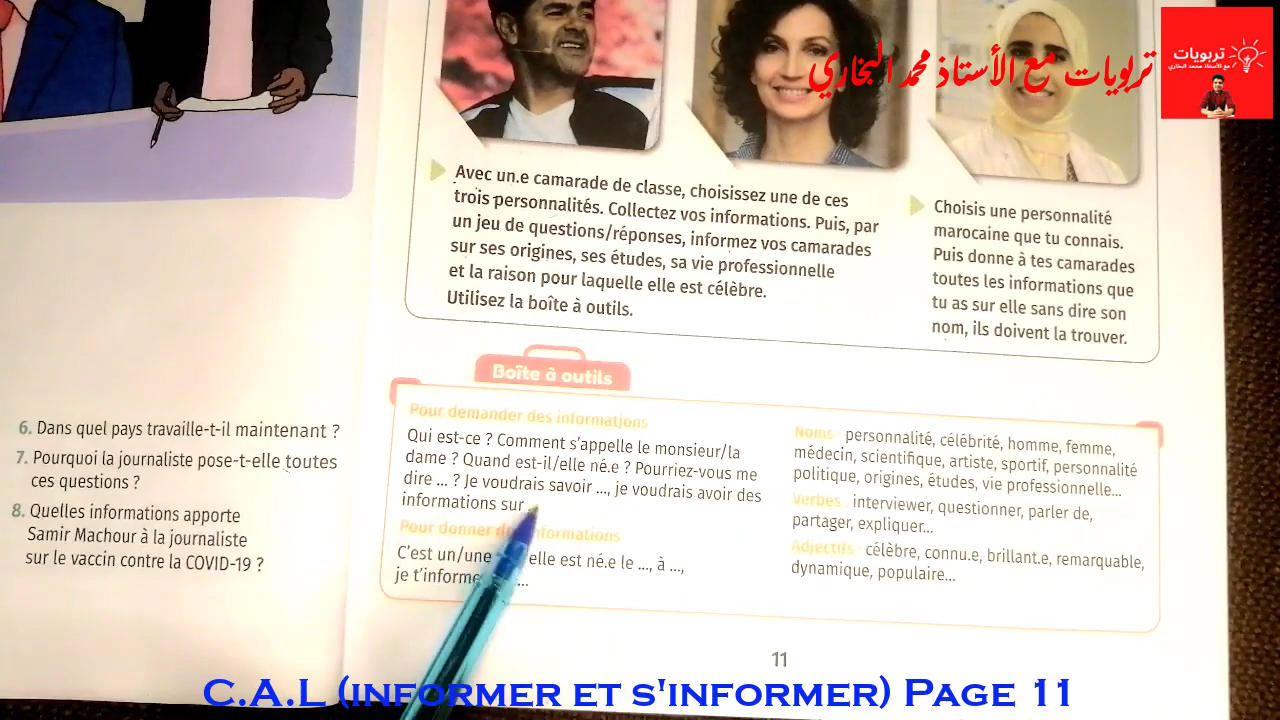 تربويات
مع الأستاذ محمد البخاري
تربويات مع الأستاذ محمد البخاري
Avec un.e camarade de classe, choisissez une de ces
trois personnalités. Collectez vos informations. Puis, par
un jeu de questions/réponses, informez vos camarades
sur ses origines, ses études, sa vie professionnelle
et la raison pour laquelle elle est célèbre.
Utilisez la boîte à outils.
Choisis une personnalité
marocaine que tu connais.
Puis donne à tes camarades
toutes les informations que
tu as sur elle sans dire son
nom, ils doivent la trouver.
6. Dans quel pays travaille-t-il maintenant ?
7. Pourquoi la journaliste pose-t-elle toutes
ces questions ?
8. Quelles informations apporte
Samir Machour à la journaliste
sur le vaccin contre la COVID-19 ?
Boîte à outils
Pour demander des informations
Qui est-ce ? Comment s'appelle le monsieur/la
dame ? Quand est-il/elle né.e ? Pourriez-vous me
dire ... ? Je voudrais savoir ..., je voudrais avoir des
informations sur
Pour donner des informations
C'est un/une elle est né.e le ..., à ...,
je t'informe ...
Noms personnalité, célébrité, homme, femme,
médecin, scientifique, artiste, sportif, personnalité
politique, origines, études, vie professionnelle...
Verbes interviewer, questionner, parler de,
partager, expliquer...
Adjectifs célèbre, connu.e, brillant.e, remarquable,
dynamique, populaire...
11
C.A.L (informer et s'informer) Page 11